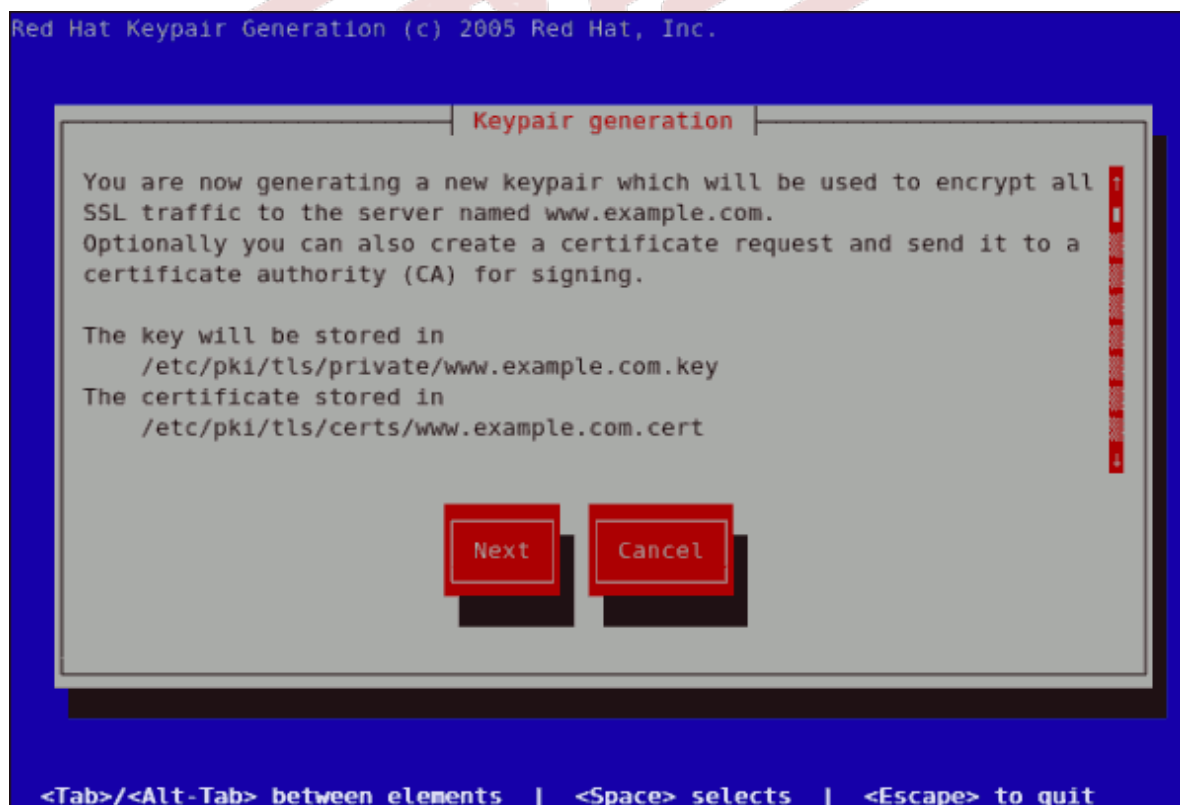 Red Hat Keypair Generation (c) 2005 Red Hat, Inc.
Keypair generation
You are now generating a new keypair which will be used to encrypt all
SSL traffic to the server named www.example.com.
Optionally you can also create a certificate request and send it to a
certificate authority (CA) for signing.
The key will be stored in
/etc/pki/tls/private/www.example.com.key
The certificate stored in
/etc/pki/tls/certs/www.example.com.cert
Next Cancel
<Tab>/<Alt-Tab> between elements | <Space> selects | <Escape> to quit